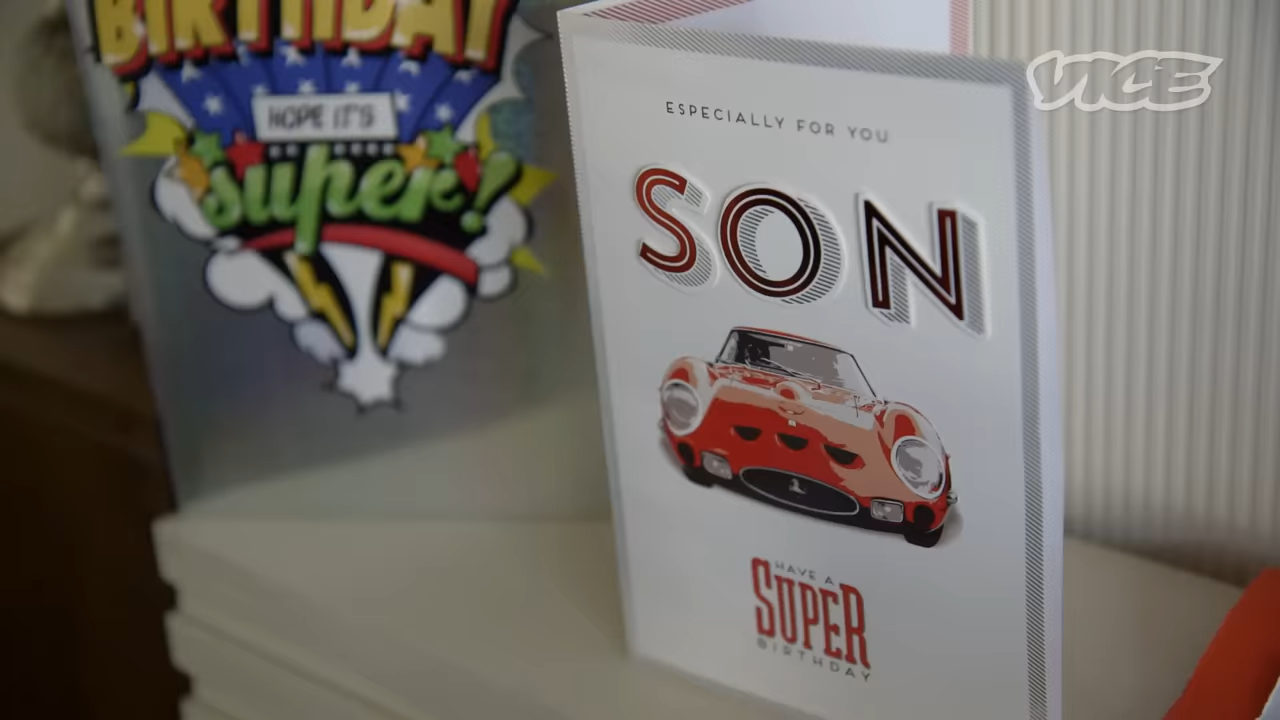 BIRTHDAY
HOPE IT'S
super!
ESPECIALLY FOR YOU
SON
HAVE A
SUPER
BIRTHDAY
VICE